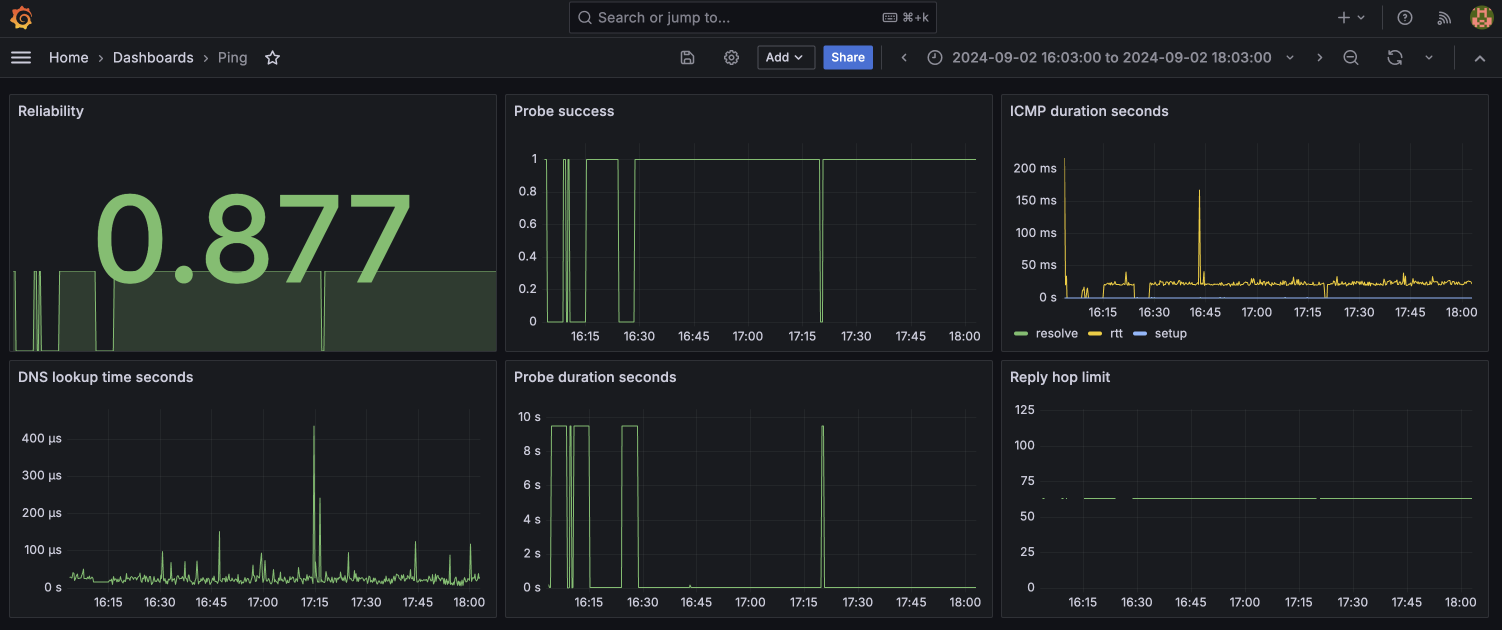 Search or jump to... ⌘+k
Home › Dashboards › Ping Add Share 2024-09-02 16:03:00 to 2024-09-02 18:03:00
Reliability
0.877
Probe success
1
0.8
0.6
0.4
0.2
0
16:15 16:30 16:45 17:00 17:15 17:30 17:45 18:00
ICMP duration seconds
200 ms
150 ms
100 ms
50 ms
0 s
16:15 16:30 16:45 17:00 17:15 17:30 17:45 18:00
resolve rtt setup
DNS lookup time seconds
400 µs
300 µs
200 µs
100 µs
0 s
16:15 16:30 16:45 17:00 17:15 17:30 17:45 18:00
Probe duration seconds
10 s
8 s
6 s
4 s
2 s
0 s
16:15 16:30 16:45 17:00 17:15 17:30 17:45 18:00
Reply hop limit
125
100
75
50
25
0
16:15 16:30 16:45 17:00 17:15 17:30 17:45 18:00